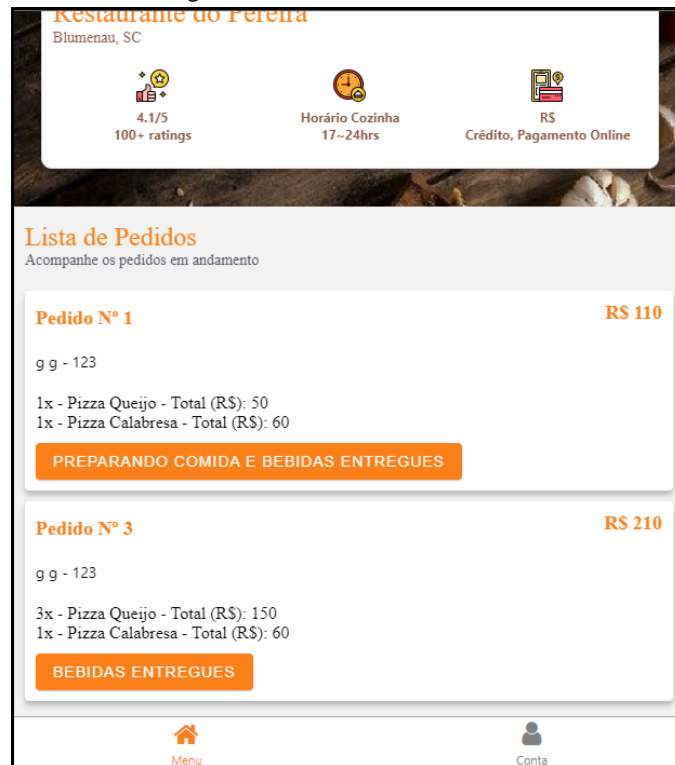 Restaurante do Pereira
Blumenau, SC
4.1/5
100+ ratings
Horário Cozinha
17~24hrs
R$
Crédito, Pagamento Online
Lista de Pedidos
Acompanhe os pedidos em andamento
Pedido Nº 1
R$ 110
g g - 123
1x - Pizza Queijo - Total (R$): 50
1x - Pizza Calabresa - Total (R$): 60
PREPARANDO COMIDA E BEBIDAS ENTREGUES
Pedido Nº 3
R$ 210
g g - 123
3x - Pizza Queijo - Total (R$): 150
1x - Pizza Calabresa - Total (R$): 60
BEBIDAS ENTREGUES
Menu
Conta